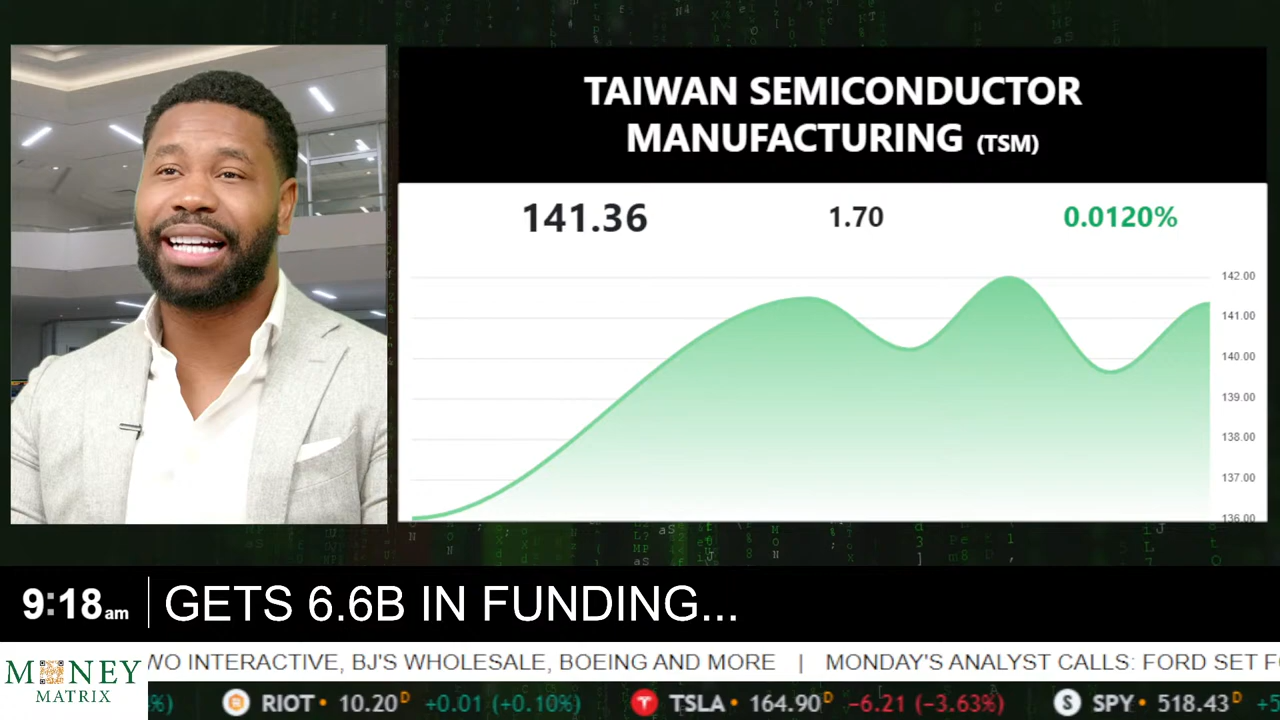 TAIWAN SEMICONDUCTOR
MANUFACTURING (TSM)
141.36 1.70 0.0120%
142.00
141.00
140.00
139.00
138.00
137.00
136.00
9:18am GETS 6.6B IN FUNDING...
MONEY
MATRIX
WO INTERACTIVE, BJ'S WHOLESALE, BOEING AND MORE | MONDAY'S ANALYST CALLS: FORD SET F
%) RIOT • 10.20 D +0.01 (+0.10%) TSLA • 164.90 D −6.21 (−3.63%) S SPY • 518.43 D +5